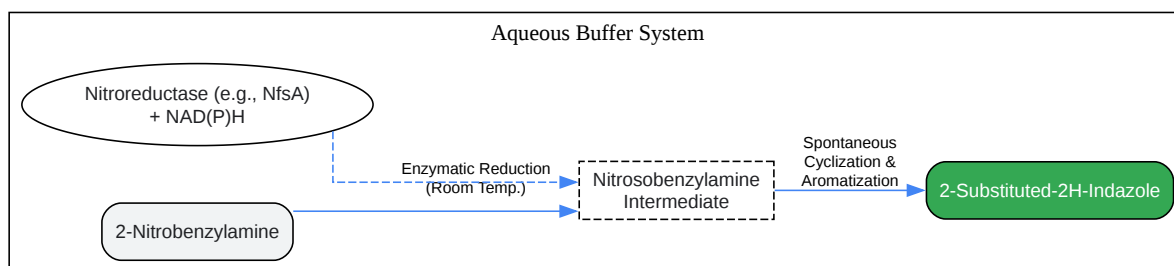 Aqueous Buffer System
Nitroreductase (e.g., NfsA)
+ NAD(P)H
Enzymatic Reduction
(Room Temp.)
2-Nitrobenzylamine
Nitrosobenzylamine
Intermediate
Spontaneous
Cyclization &
Aromatization
2-Substituted-2H-Indazole